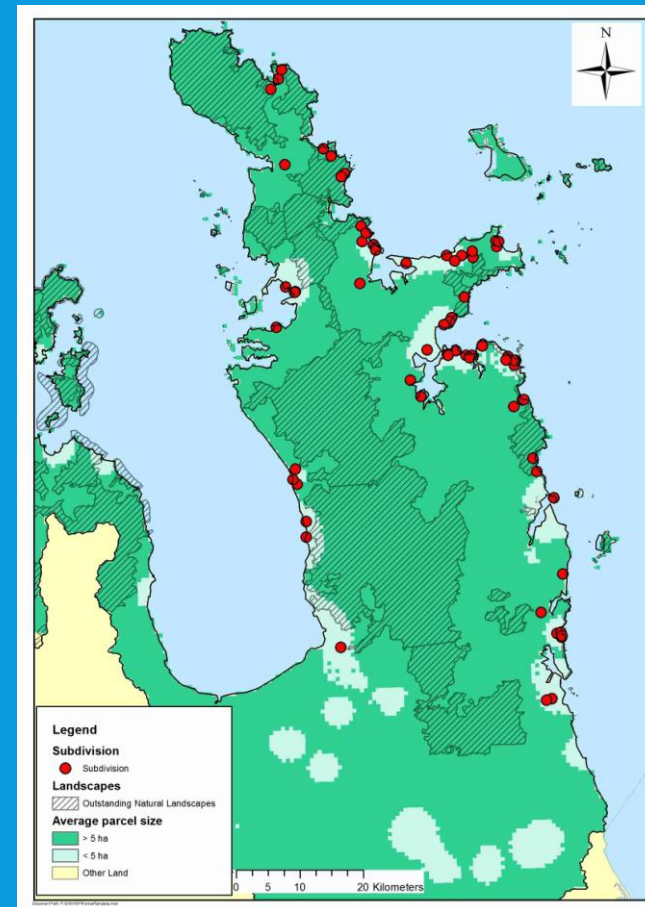 N
Legend
Subdivision
Subdivision
Landscapes
Outstanding Natural Landscapes
Average parcel size
> 5 ha
< 5 ha
Other Land
0 5 10 20 Kilometers